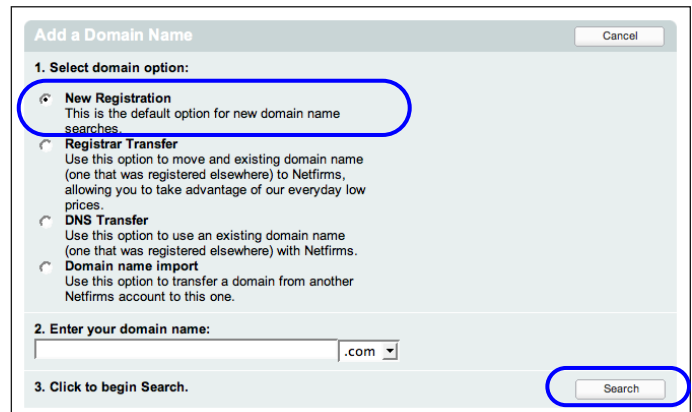 Add a Domain Name
Cancel
1. Select domain option:
New Registration
This is the default option for new domain name
searches.
Registrar Transfer
Use this option to move and existing domain name
(one that was registered elsewhere) to Netfirms,
allowing you to take advantage of our everyday low
prices.
DNS Transfer
Use this option to use an existing domain name
(one that was registered elsewhere) with Netfirms.
Domain name import
Use this option to transfer a domain from another
Netfirms account to this one.
2. Enter your domain name:
.com
3. Click to begin Search.
Search